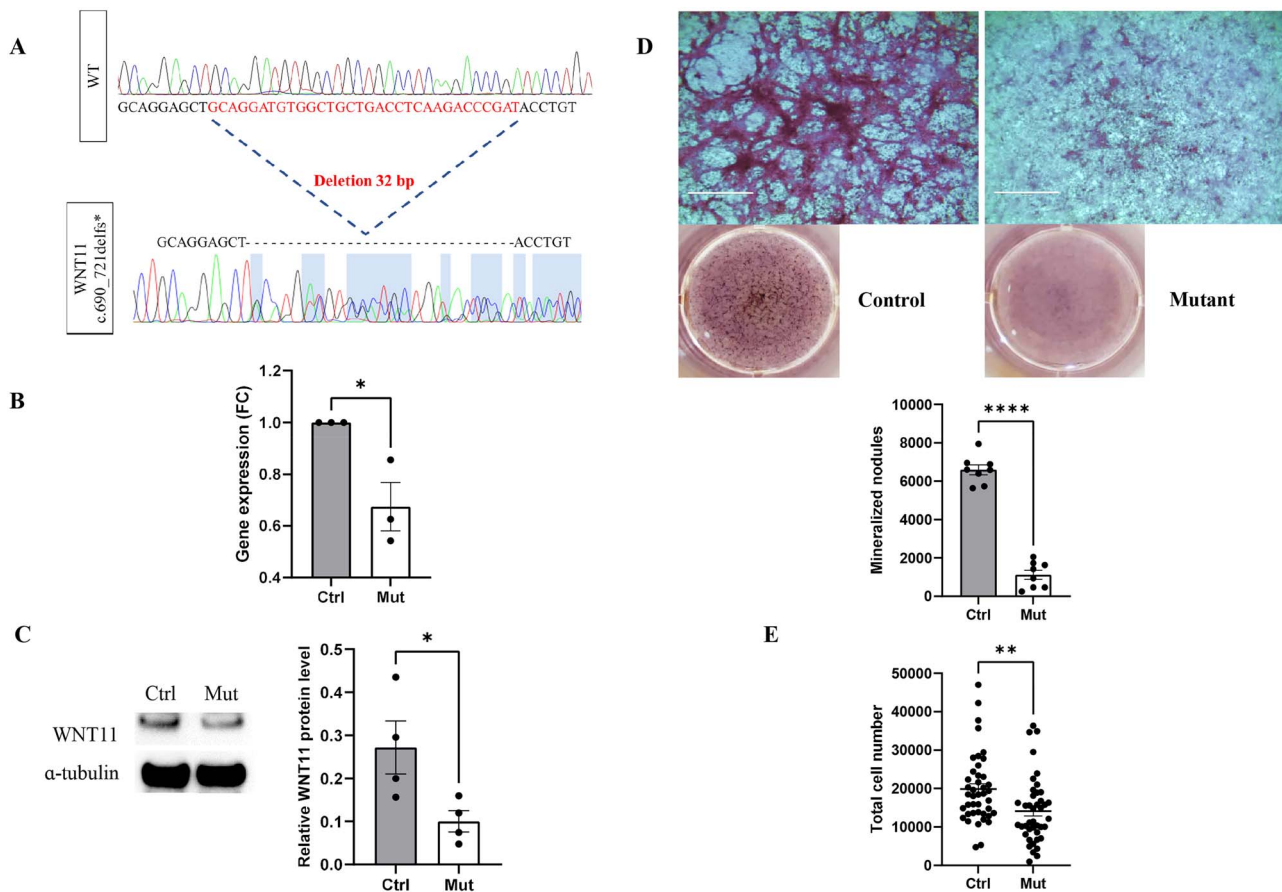 A
WT
GCAGGAGCTGCAGGATGTGGCTGCTGACCTCAAGACCCGATACCTGT
Deletion 32 bp
WNT11
c.690_721delfs*
GCAGGAGCT---------------------------------ACCTGT
B
Gene expression (FC)
1.2
1.0
0.8
0.6
0.4
*
Ctrl
Mut
C
Ctrl Mut
WNT11
α-tubulin
Relative WNT11 protein level
0.5
0.4
0.3
0.2
0.1
0.0
*
Ctrl
Mut
D
Control
Mutant
Mineralized nodules
10000
8000
6000
4000
2000
0
****
Ctrl
Mut
E
Total cell number
50000
40000
30000
20000
10000
0
**
Ctrl
Mut